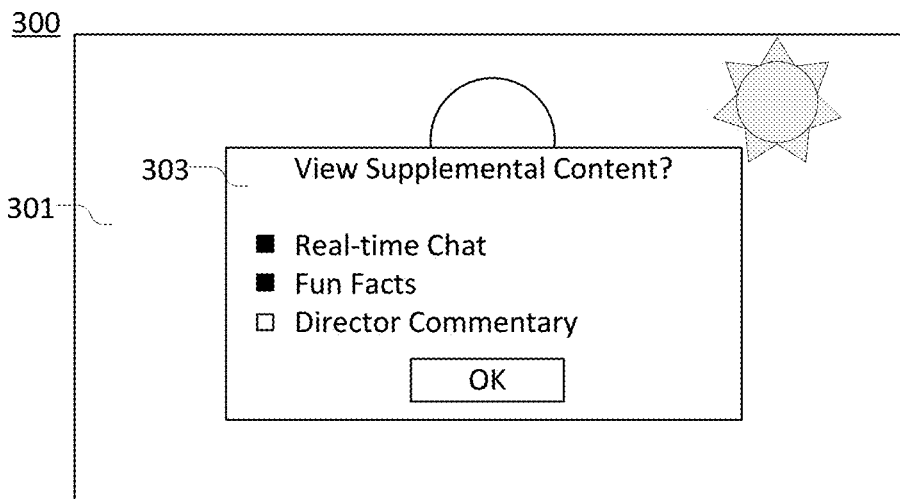 300
303
View Supplemental Content?
301
Real-time Chat
Fun Facts
Director Commentary
OK